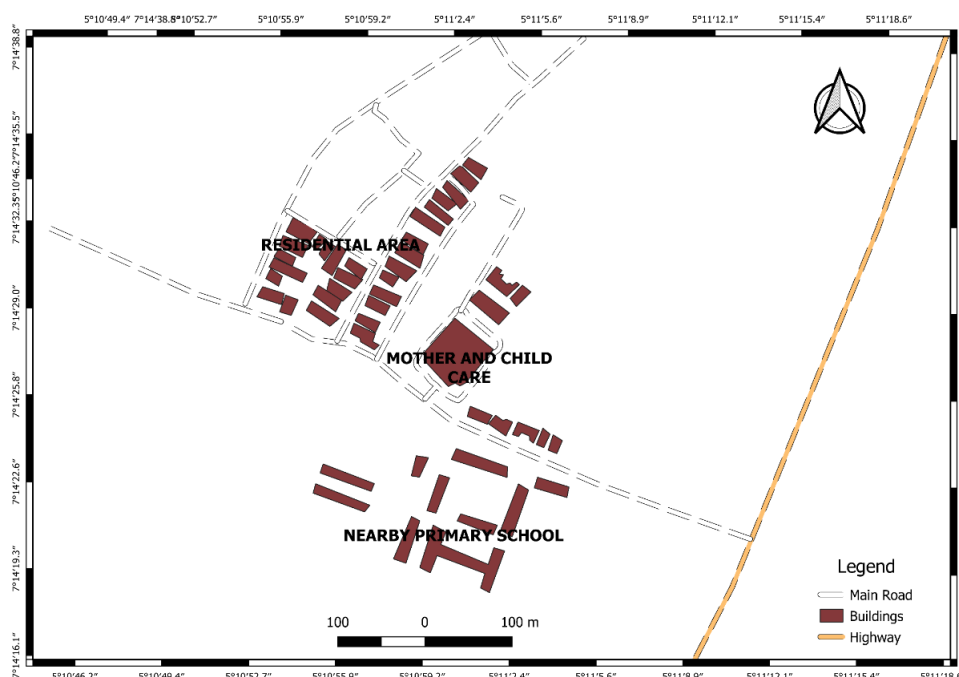 5°10′49.4″ 7°14′38.8″ 5°10′52.7″ 5°10′55.9″ 5°10′59.2″ 5°11′2.4″ 5°11′5.6″ 5°11′8.9″ 5°11′12.1″ 5°11′15.4″ 5°11′18.6″
7°14′38.8″
7°14′35.5″
5°10′46.2″
7°14′32.3″
7°14′29.0″
7°14′25.8″
7°14′22.6″
7°14′19.3″
7°14′16.1″
RESIDENTIAL AREA
MOTHER AND CHILD
CARE
NEARBY PRIMARY SCHOOL
Legend
Main Road
Buildings
Highway
100 0 100 m
5°10′46.2″ 5°10′49.4″ 5°10′52.7″ 5°10′55.9″ 5°10′59.2″ 5°11′2.4″ 5°11′5.6″ 5°11′8.9″ 5°11′12.1″ 5°11′15.4″